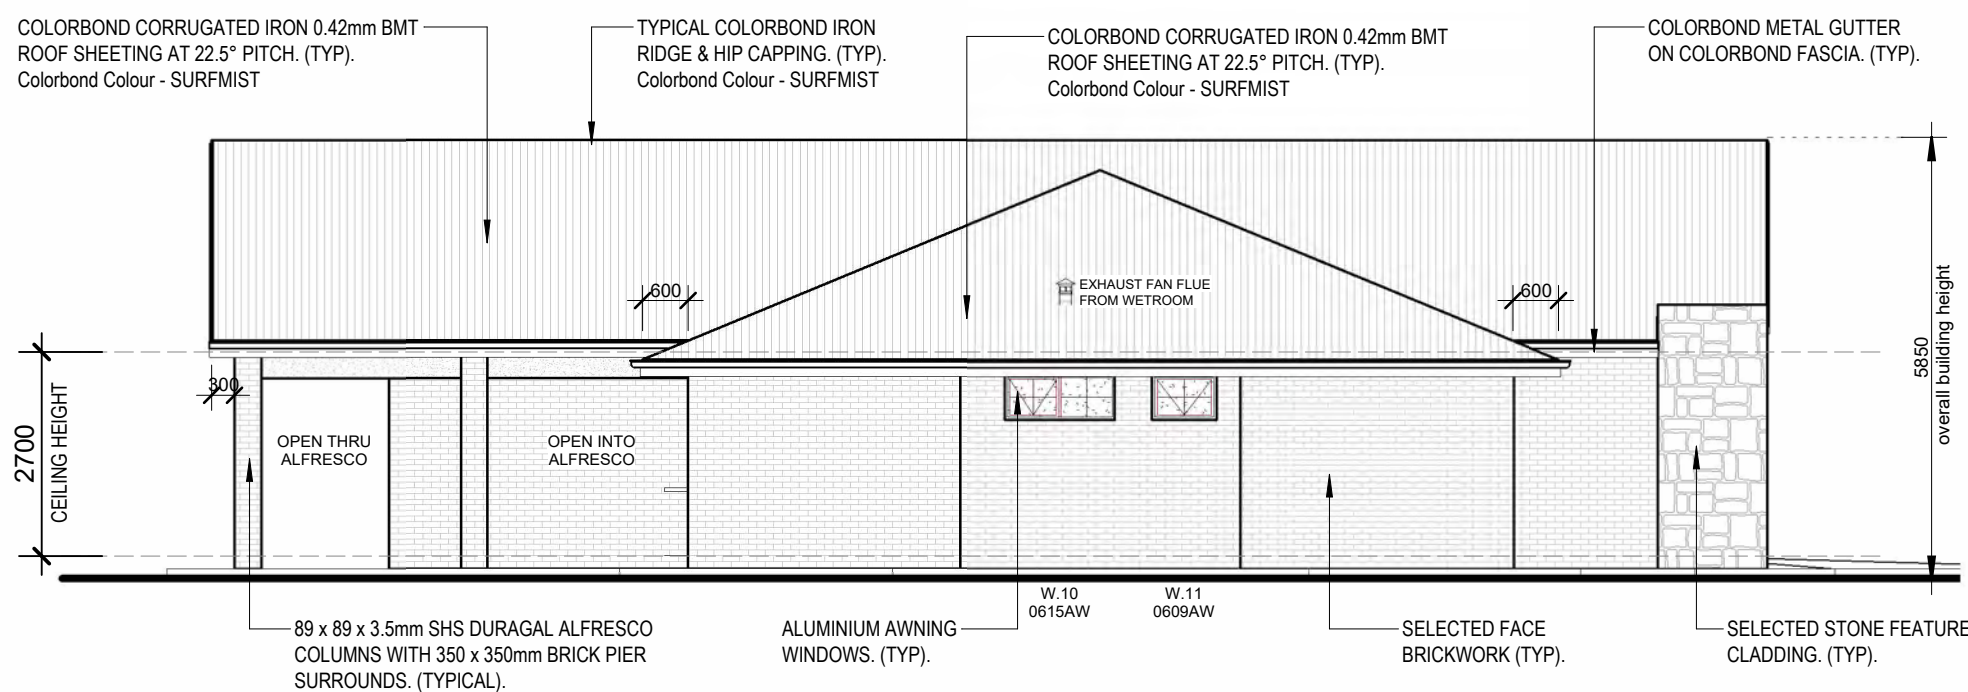 COLORBOND CORRUGATED IRON 0.42mm BMT
ROOF SHEETING AT 22.5° PITCH. (TYP).
Colorbond Colour - SURFMIST
TYPICAL COLORBOND IRON
RIDGE & HIP CAPPING. (TYP).
Colorbond Colour - SURFMIST
COLORBOND CORRUGATED IRON 0.42mm BMT
ROOF SHEETING AT 22.5° PITCH. (TYP).
Colorbond Colour - SURFMIST
COLORBOND METAL GUTTER
ON COLORBOND FASCIA. (TYP).
600
EXHAUST FAN FLUE
FROM WETROOM
600
5850
overall building height
2700
CEILING HEIGHT
300
OPEN THRU
ALFRESCO
OPEN INTO
ALFRESCO
W.10
0615AW
W.11
0609AW
89 x 89 x 3.5mm SHS DURAGAL ALFRESCO
COLUMNS WITH 350 x 350mm BRICK PIER
SURROUNDS. (TYPICAL).
ALUMINIUM AWNING
WINDOWS. (TYP).
SELECTED FACE
BRICKWORK (TYP).
SELECTED STONE FEATURE
CLADDING. (TYP).